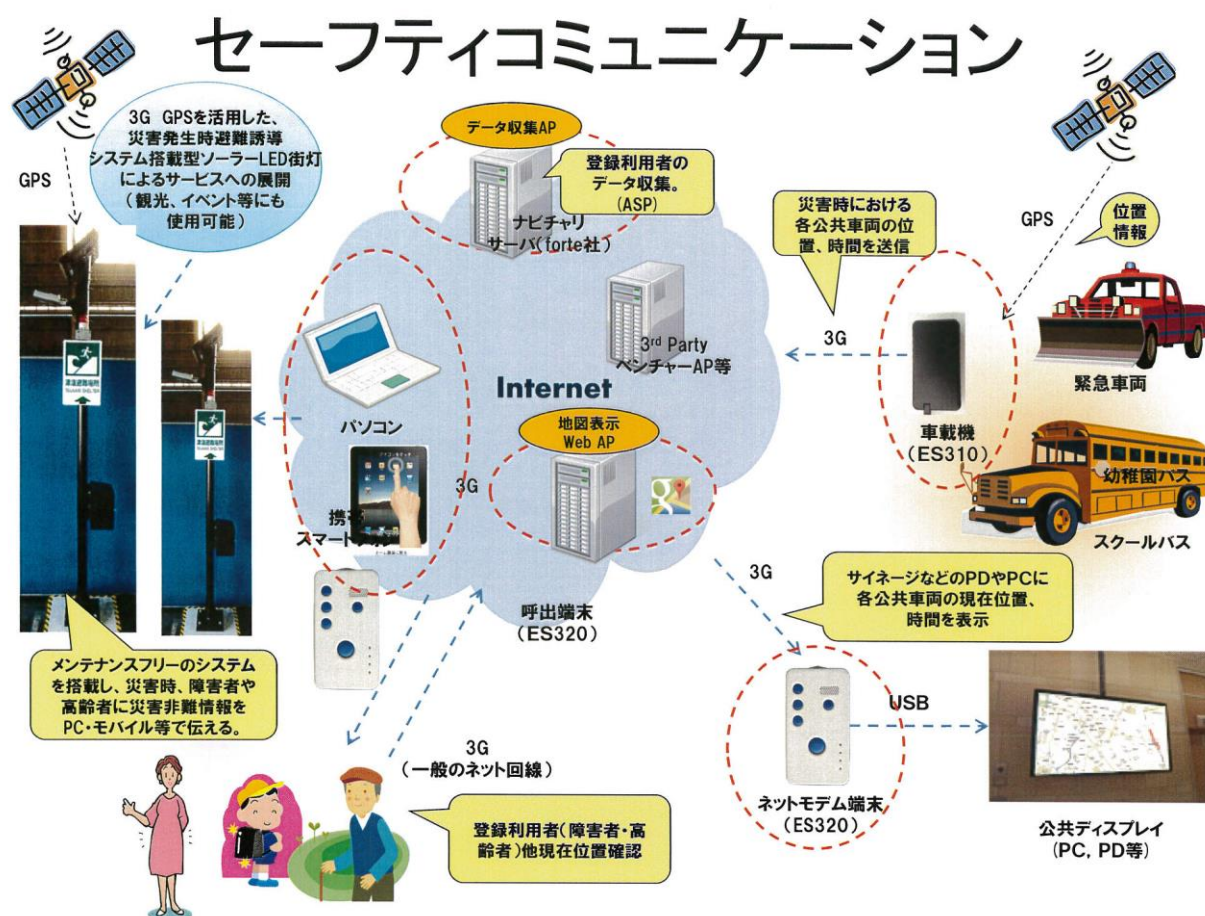 セーフティコミュニケーション
3G GPSを活用した、
災害発生時避難誘導
システム搭載型ソーラーLED街灯
によるサービスへの展開
(観光、イベント等にも
使用可能)
GPS
データ収集AP
登録利用者の
データ収集。
(ASP)
ナビチャリ
サーバ(forte社)
災害時における
各公共車両の位
置、時間を送信
GPS
位置
情報
3G
緊急車両
車載機
(ES310)
幼稚園バス
スクールバス
3rd Party
ベンチャーAP等
Internet
パソコン
地図表示
Web AP
3G
携帯
スマートフォン
呼出端末
(ES320)
3G
サイネージなどのPDやPCに
各公共車両の現在位置、
時間を表示
メンテナンスフリーのシステム
を搭載し、災害時、障害者や
高齢者に災害非難情報を
PC・モバイル等で伝える。
USB
3G
(一般のネット回線)
ネットモデム端末
(ES320)
公共ディスプレイ
(PC, PD等)
登録利用者(障害者・高
齢者)他現在位置確認